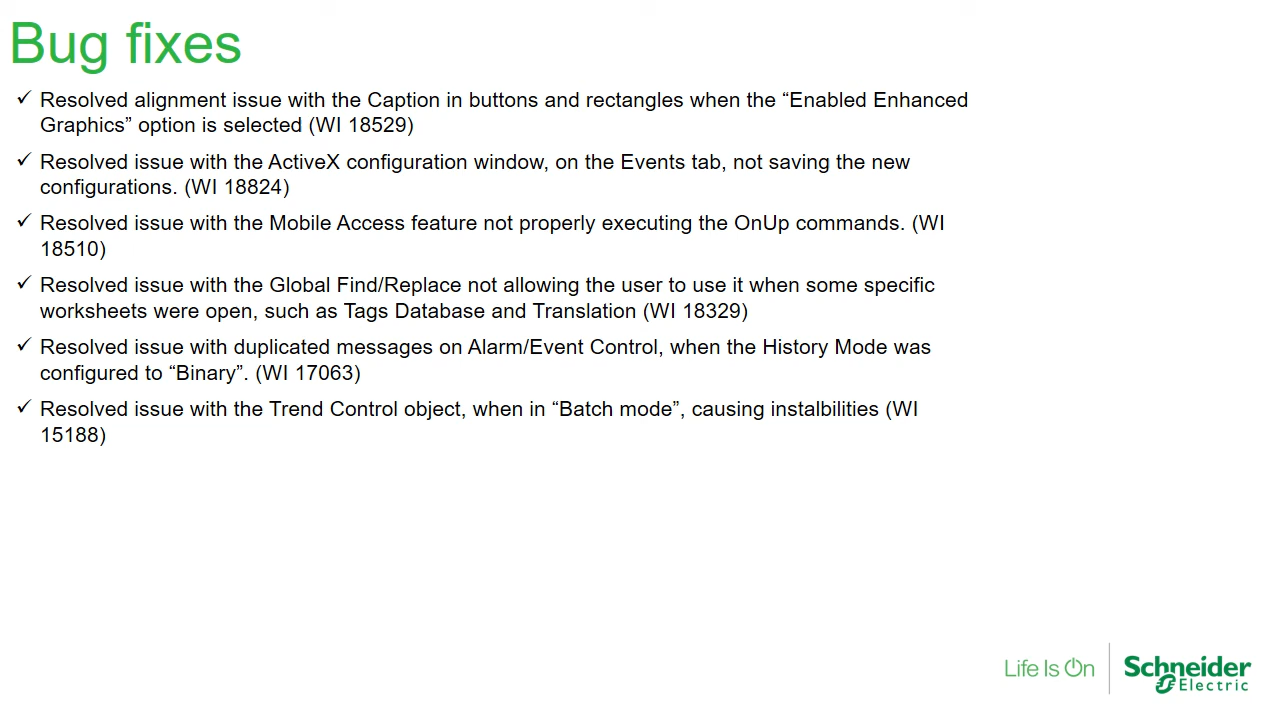 Bug fixes
✓ Resolved alignment issue with the Caption in buttons and rectangles when the “Enabled Enhanced
Graphics” option is selected (WI 18529)
✓ Resolved issue with the ActiveX configuration window, on the Events tab, not saving the new
configurations. (WI 18824)
✓ Resolved issue with the Mobile Access feature not properly executing the OnUp commands. (WI
18510)
✓ Resolved issue with the Global Find/Replace not allowing the user to use it when some specific
worksheets were open, such as Tags Database and Translation (WI 18329)
✓ Resolved issue with duplicated messages on Alarm/Event Control, when the History Mode was
configured to “Binary”. (WI 17063)
✓ Resolved issue with the Trend Control object, when in “Batch mode”, causing instalbilities (WI
15188)
Life Is On
Schneider
Electric